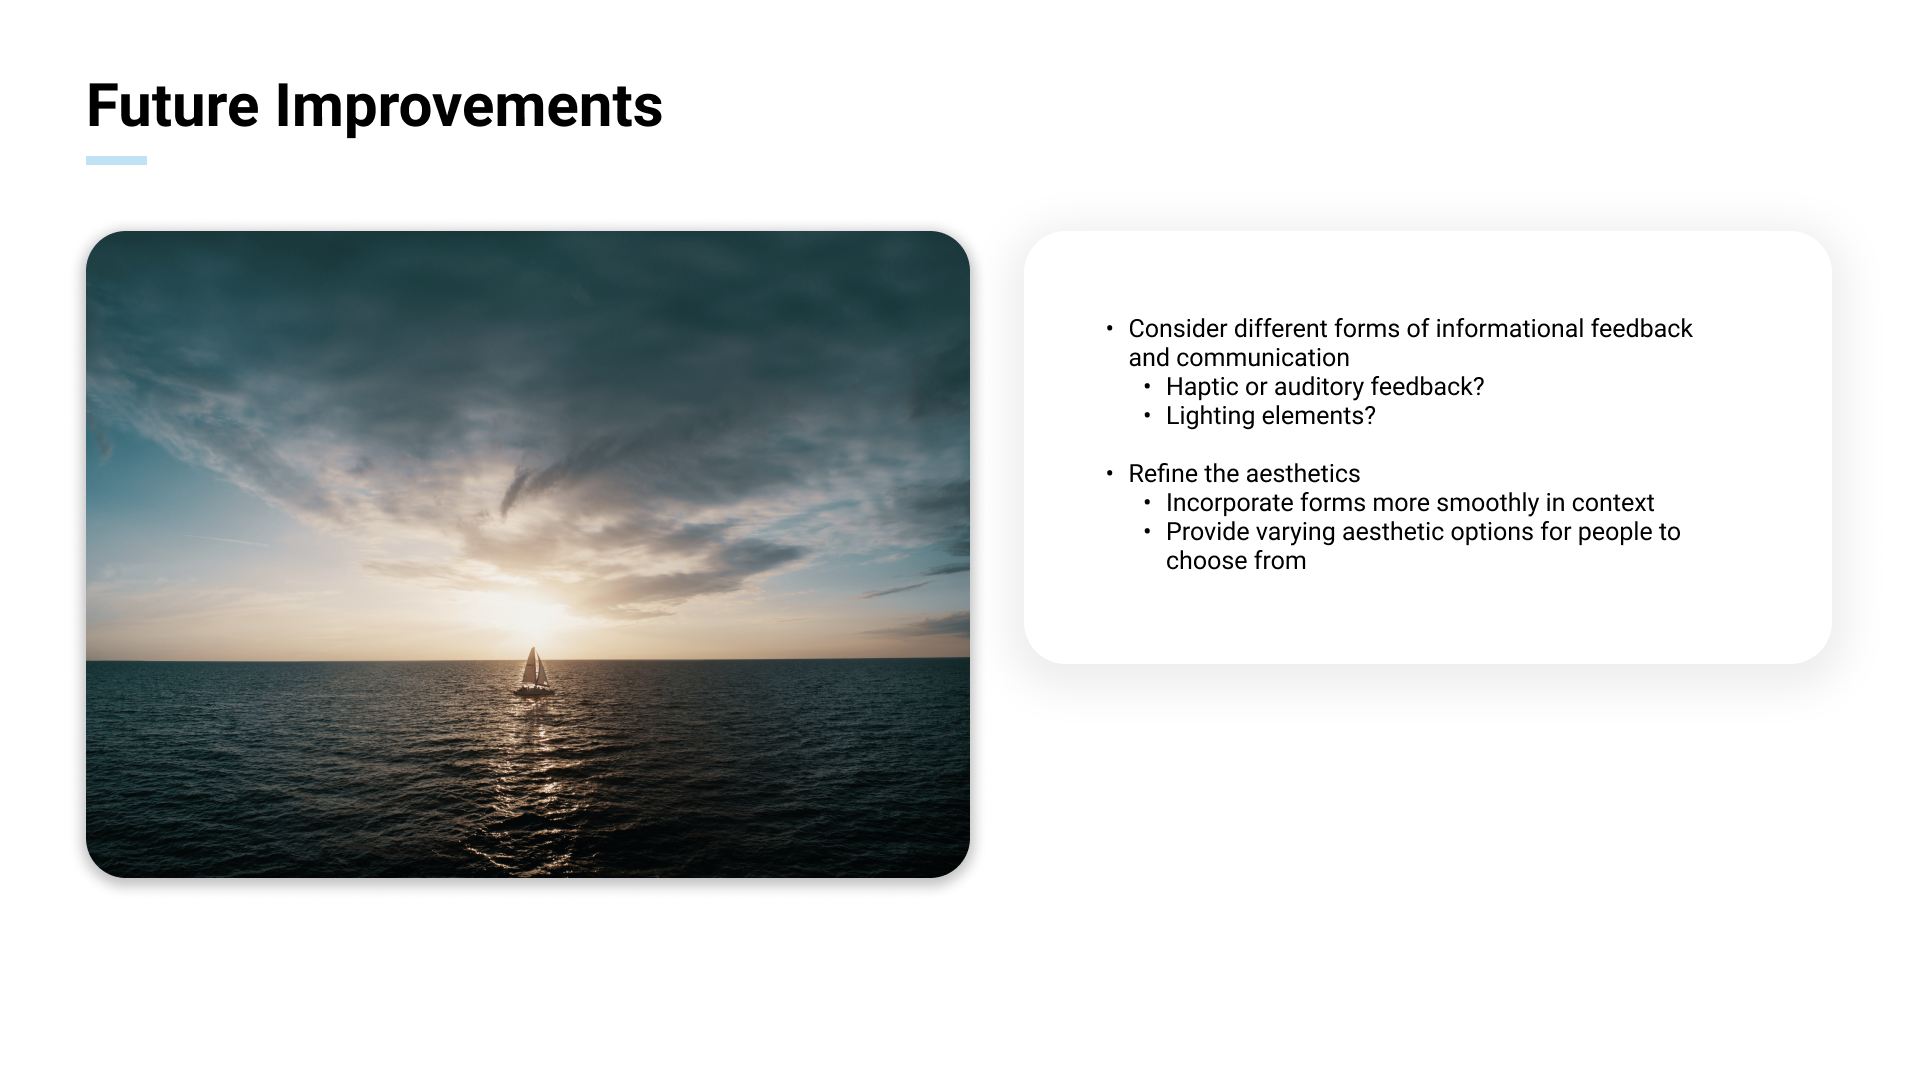 Future Improvements
• Consider different forms of informational feedback
and communication
• Haptic or auditory feedback?
• Lighting elements?
• Refine the aesthetics
• Incorporate forms more smoothly in context
• Provide varying aesthetic options for people to
choose from